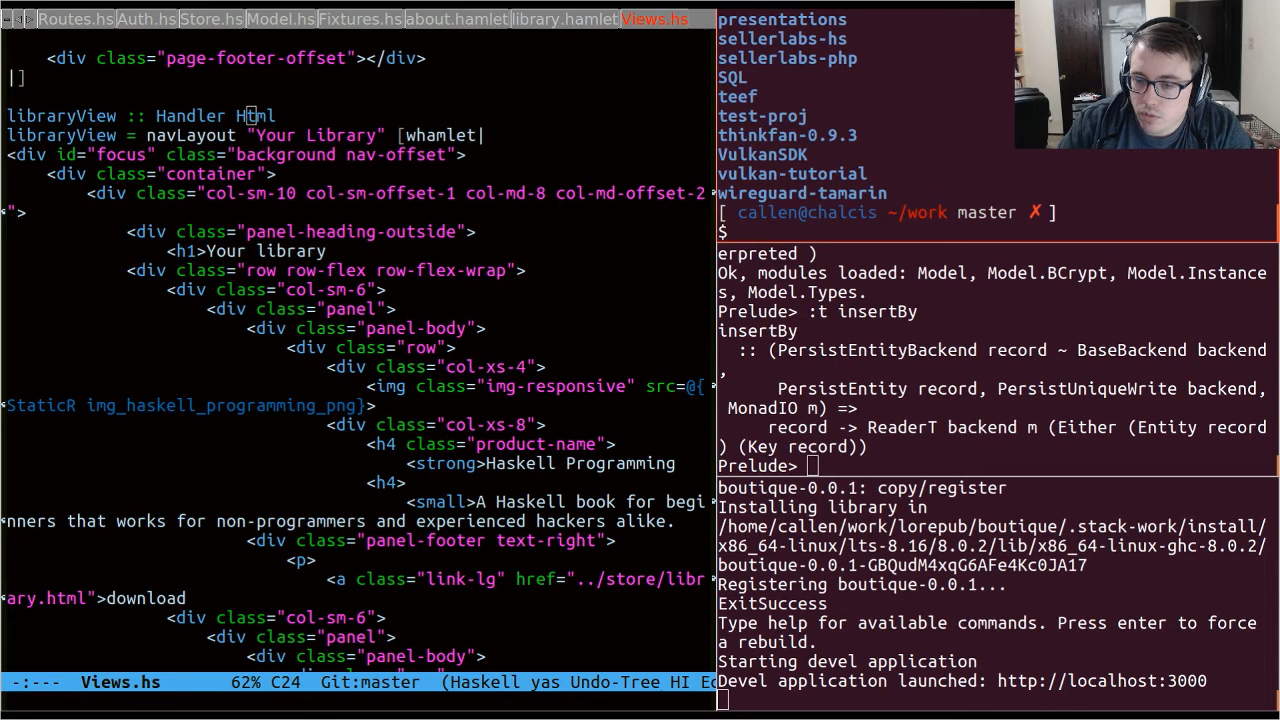 Routes.hs Auth.hs Store.hs Model.hs Fixtures.hs about.hamlet library.hamlet Views.hs
<div class="page-footer-offset"></div>
|]
libraryView :: Handler Html
libraryView = navLayout "Your Library" [whamlet|
<div id="focus" class="background nav-offset">
<div class="container">
<div class="col-sm-10 col-sm-offset-1 col-md-8 col-md-offset-2
">
<div class="panel-heading-outside">
<h1>Your library
<div class="row row-flex row-flex-wrap">
<div class="col-sm-6">
<div class="panel">
<div class="panel-body">
<div class="row">
<div class="col-xs-4">
<img class="img-responsive" src=@{
StaticR img_haskell_programming_png}>
<div class="col-xs-8">
<h4 class="product-name">
<strong>Haskell Programming
<h4>
<small>A Haskell book for begi
nners that works for non-programmers and experienced hackers alike.
<div class="panel-footer text-right">
<p>
<a class="link-lg" href="../store/libr
ary.html">download
<div class="col-sm-6">
<div class="panel">
<div class="panel-body">
-:--- Views.hs 62% C24 Git:master (Haskell yas Undo-Tree HI Ec
presentations
sellerlabs-hs
sellerlabs-php
SQL
teef
test-proj
thinkfan-0.9.3
VulkanSDK
vulkan-tutorial
wireguard-tamarin
[ callen@chalcis ~/work master ✗ ]
$
erpreted )
Ok, modules loaded: Model, Model.BCrypt, Model.Instance
s, Model.Types.
Prelude> :t insertBy
insertBy
:: (PersistEntityBackend record ~ BaseBackend backend
,
PersistEntity record, PersistUniqueWrite backend,
MonadIO m) =>
record -> ReaderT backend m (Either (Entity record
) (Key record))
Prelude>
boutique-0.0.1: copy/register
Installing library in
/home/callen/work/lorepub/boutique/.stack-work/install/
x86_64-linux/lts-8.16/8.0.2/lib/x86_64-linux-ghc-8.0.2/
boutique-0.0.1-GBQudM4xqG6AFe4Kc0JA17
Registering boutique-0.0.1...
ExitSuccess
Type help for available commands. Press enter to force
a rebuild.
Starting devel application
Devel application launched: http://localhost:3000